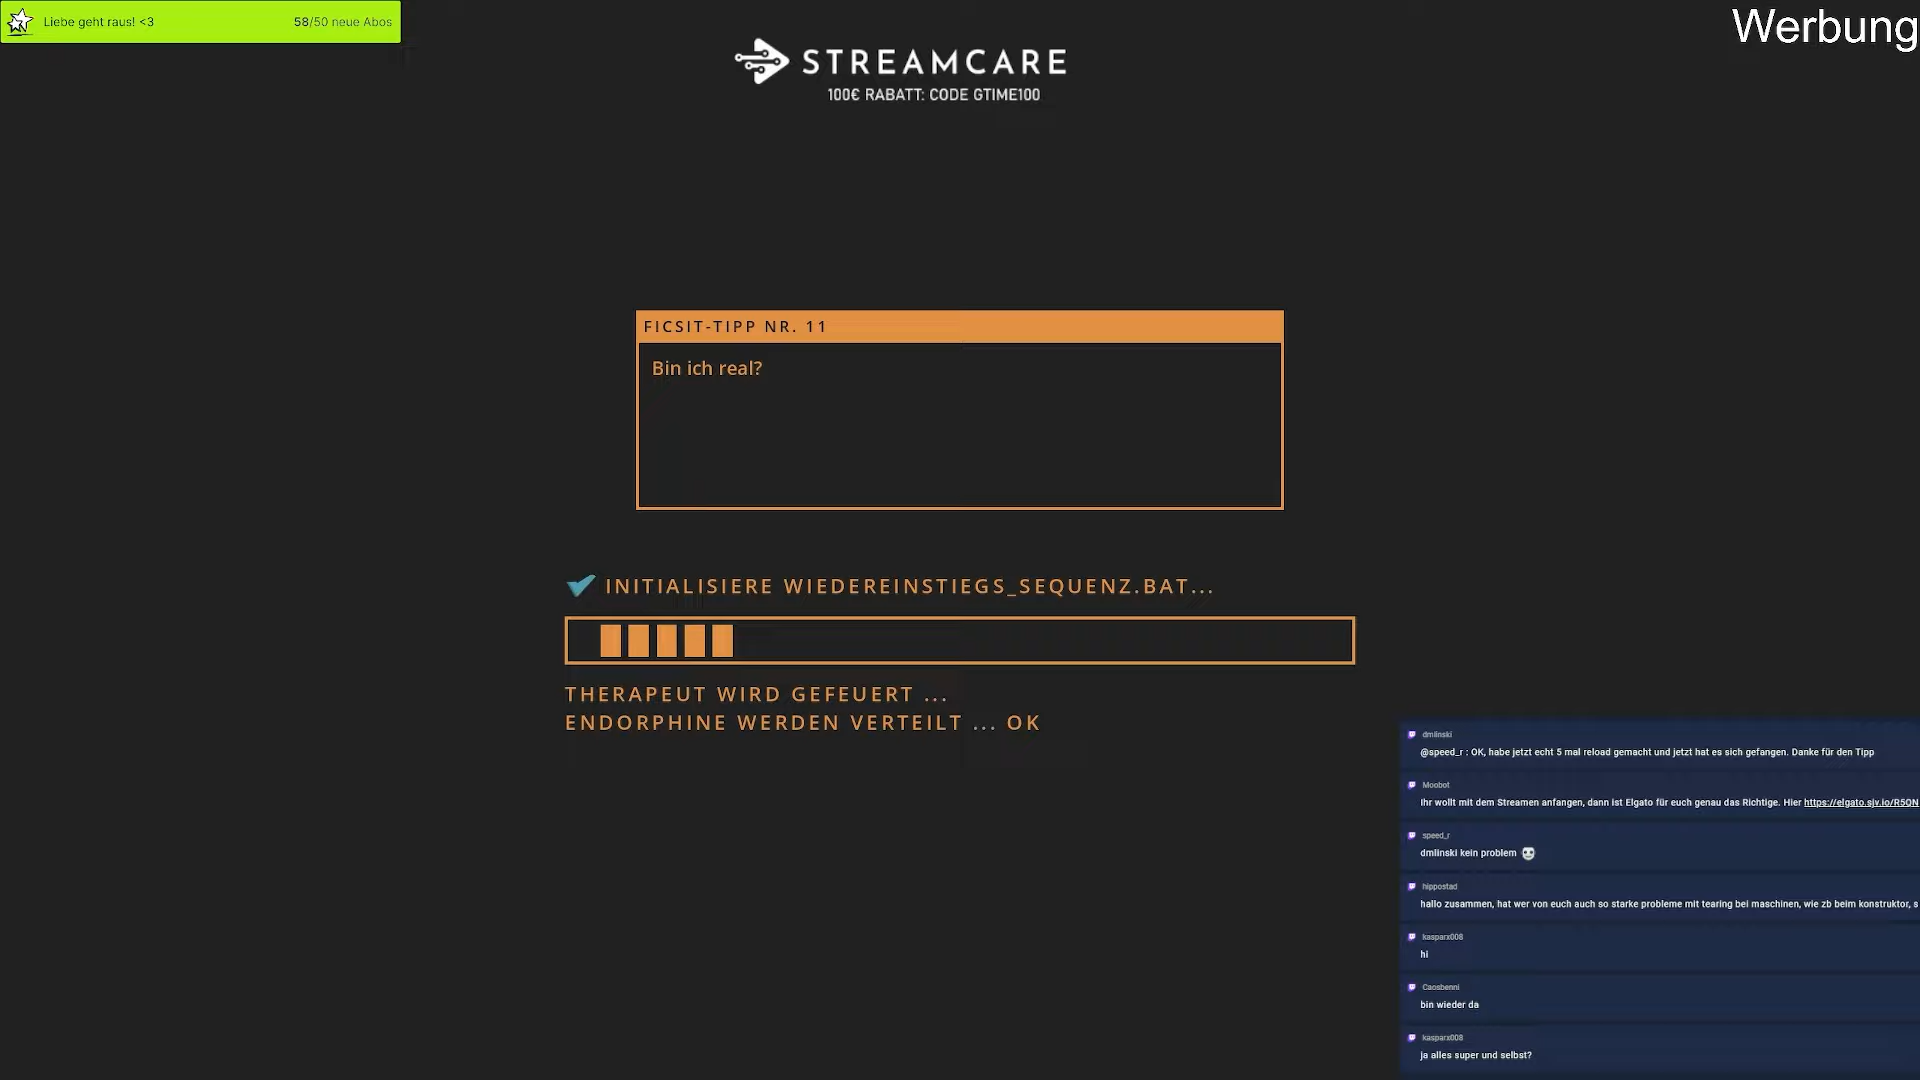 Liebe geht raus! <3
58/50 neue Abos
Werbung
STREAMCARE
100€ RABATT: CODE GTIME100
FICSIT-TIPP NR. 11
Bin ich real?
INITIALISIERE WIEDEREINSTIEGS_SEQUENZ.BAT...
THERAPEUT WIRD GEFEUERT ...
ENDORPHINE WERDEN VERTEILT ... OK
dmlinski
@speed_r : OK, habe jetzt echt 5 mal reload gemacht und jetzt hat es sich gefangen. Danke für den Tipp
Moobot
Ihr wollt mit dem Streamen anfangen, dann ist Elgato für euch genau das Richtige. Hier https://elgato.sjv.io/R5QN
speed_r
dmlinski kein problem
hippostad
hallo zusammen, hat wer von euch auch so starke probleme mit tearing bei maschinen, wie zb beim konstruktor, s
kasparx008
hi
Caosbenni
bin wieder da
kasparx008
ja alles super und selbst?